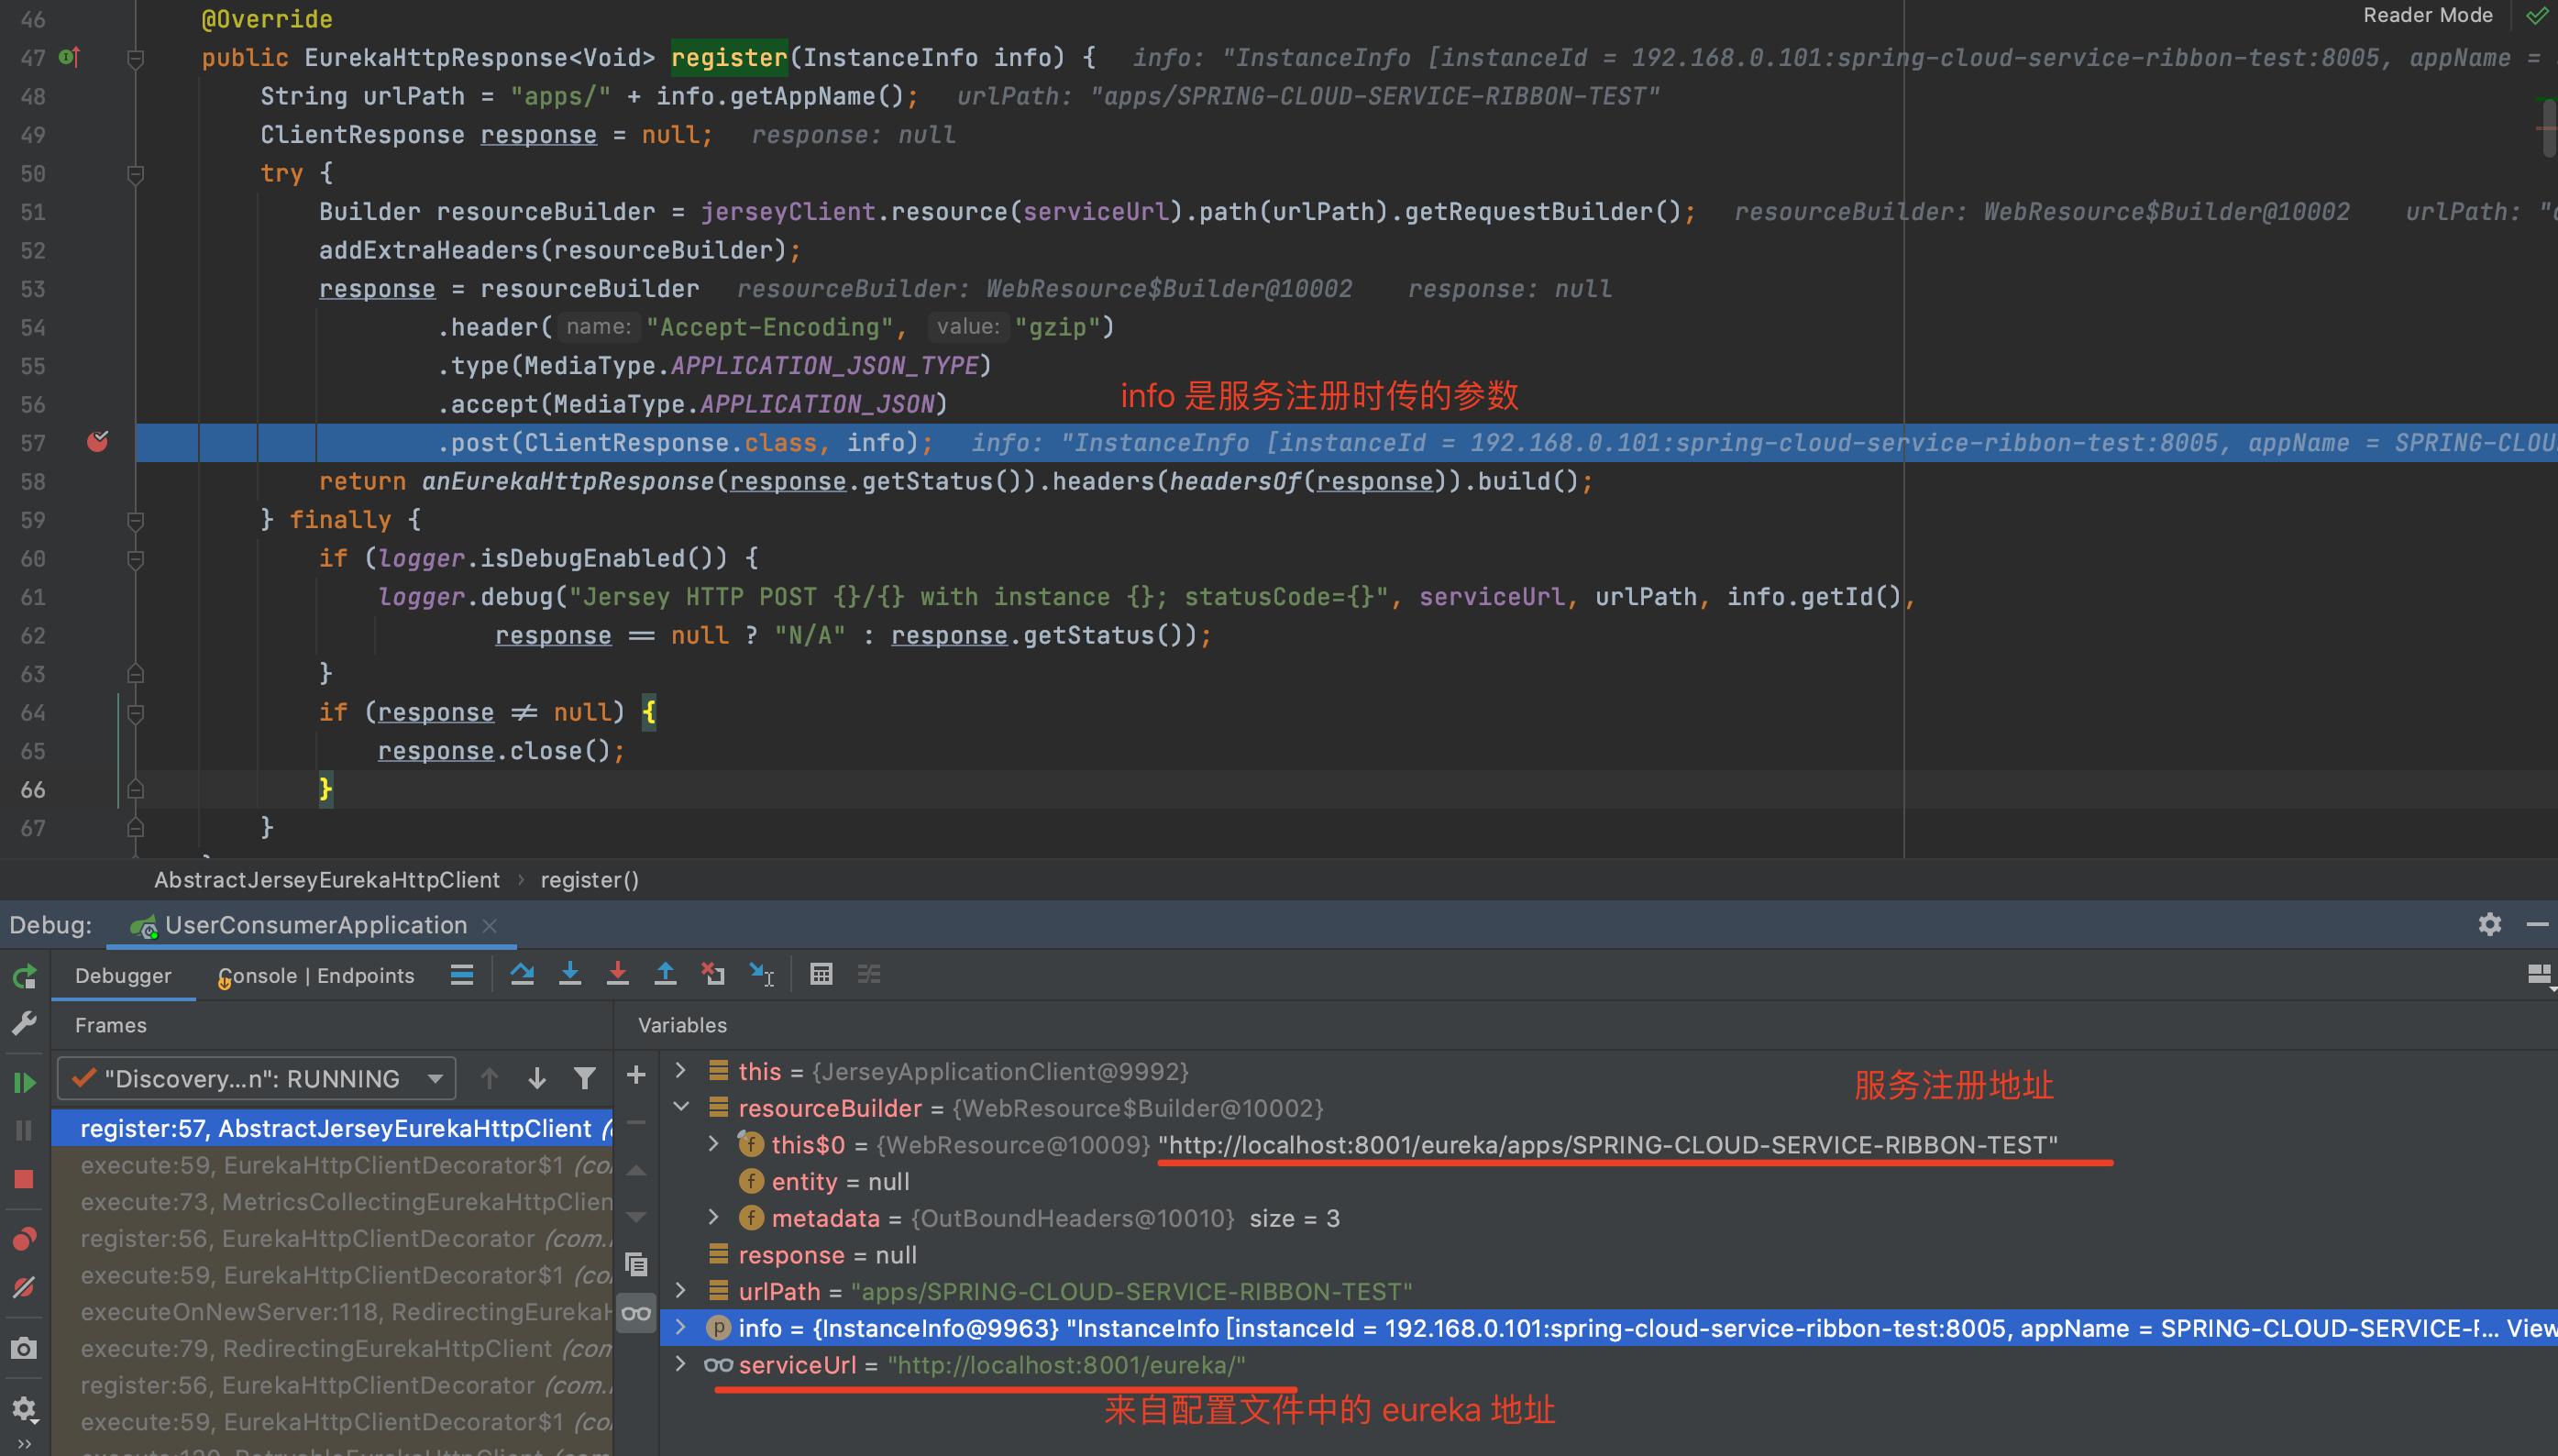 Reader Mode
46 @Override
47 public EurekaHttpResponse<Void> register(InstanceInfo info) { info: "InstanceInfo [instanceId = 192.168.0.101:spring-cloud-service-ribbon-test:8005, appName =
48 String urlPath = "apps/" + info.getAppName(); urlPath: "apps/SPRING-CLOUD-SERVICE-RIBBON-TEST"
49 ClientResponse response = null; response: null
50 try {
51 Builder resourceBuilder = jerseyClient.resource(serviceUrl).path(urlPath).getRequestBuilder(); resourceBuilder: WebResource$Builder@10002 urlPath: "
52 addExtraHeaders(resourceBuilder);
53 response = resourceBuilder resourceBuilder: WebResource$Builder@10002 response: null
54 .header( name: "Accept-Encoding", value: "gzip")
55 .type(MediaType.APPLICATION_JSON_TYPE)
56 .accept(MediaType.APPLICATION_JSON)
info 是服务注册时传的参数
57 .post(ClientResponse.class, info); info: "InstanceInfo [instanceId = 192.168.0.101:spring-cloud-service-ribbon-test:8005, appName = SPRING-CLOU
58 return anEurekaHttpResponse(response.getStatus()).headers(headersOf(response)).build();
59 } finally {
60 if (logger.isDebugEnabled()) {
61 logger.debug("Jersey HTTP POST {}/{} with instance {}; statusCode={}", serviceUrl, urlPath, info.getId(),
62 response == null ? "N/A" : response.getStatus());
63 }
64 if (response ≠ null) {
65 response.close();
66 }
67 }
AbstractJerseyEurekaHttpClient › register()
Debug: UserConsumerApplication
Debugger Console | Endpoints
Frames
Variables
"Discovery...n": RUNNING
register:57, AbstractJerseyEurekaHttpClient
execute:59, EurekaHttpClientDecorator$1 (co
execute:73, MetricsCollectingEurekaHttpClien
register:56, EurekaHttpClientDecorator (com.
execute:59, EurekaHttpClientDecorator$1 (co
executeOnNewServer:118, RedirectingEurekaH
execute:79, RedirectingEurekaHttpClient (com
register:56, EurekaHttpClientDecorator (com.
execute:59, EurekaHttpClientDecorator$1 (co
this = {JerseyApplicationClient@9992}
服务注册地址
resourceBuilder = {WebResource$Builder@10002}
this$0 = {WebResource@10009} "http://localhost:8001/eureka/apps/SPRING-CLOUD-SERVICE-RIBBON-TEST"
entity = null
metadata = {OutBoundHeaders@10010} size = 3
response = null
urlPath = "apps/SPRING-CLOUD-SERVICE-RIBBON-TEST"
info = {InstanceInfo@9963} "InstanceInfo [instanceId = 192.168.0.101:spring-cloud-service-ribbon-test:8005, appName = SPRING-CLOUD-SERVICE-F... View
serviceUrl = "http://localhost:8001/eureka/"
来自配置文件中的 eureka 地址